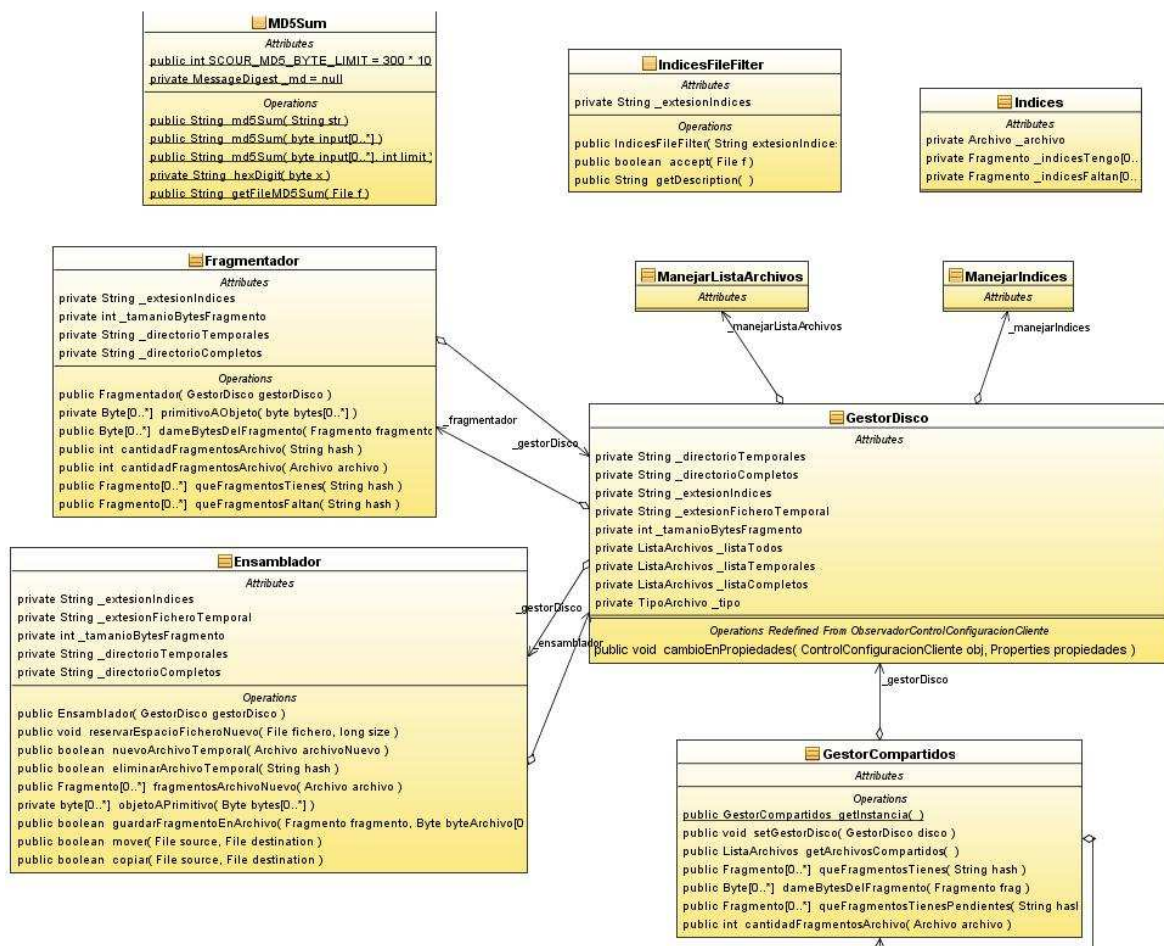 MD5Sum
Attributes
public int SCOUR_MD5_BYTE_LIMIT = 300 * 10
private MessageDigest _md = null
Operations
public String md5Sum( String str )
public String md5Sum( byte input[0..*] )
public String md5Sum( byte input[0..*], int limit )
private String hexDigit( byte x )
public String getFileMD5Sum( File f )
IndicesFileFilter
Attributes
private String _extesionIndices
Operations
public IndicesFileFilter( String extesionIndice
public boolean accept( File f )
public String getDescription( )
Indices
Attributes
private Archivo _archivo
private Fragmento _indicesTengo[0..
private Fragmento _indicesFaltan[0..
Fragmentador
Attributes
private String _extesionIndices
private int _tamanioBytesFragmento
private String _directorioTemporales
private String _directorioCompletos
Operations
public Fragmentador( GestorDisco gestorDisco )
private Byte[0..*] primitivoAObjeto( byte bytes[0..*] )
public Byte[0..*] dameBytesDelFragmento( Fragmento fragmento
public int cantidadFragmentosArchivo( String hash )
public int cantidadFragmentosArchivo( Archivo archivo )
public Fragmento[0..*] queFragmentosTienes( String hash )
public Fragmento[0..*] queFragmentosFaltan( String hash )
ManejarListaArchivos
Attributes
ManejarIndices
Attributes
_manejarListaArchivos
_manejarIndices
_fragmentador
_gestorDisco
GestorDisco
Attributes
private String _directorioTemporales
private String _directorioCompletos
private String _extesionIndices
private String _extesionFicheroTemporal
private int _tamanioBytesFragmento
private ListaArchivos _listaTodos
private ListaArchivos _listaTemporales
private ListaArchivos _listaCompletos
private TipoArchivo _tipo
Operations Redefined From ObservadorControlConfiguracionCliente
public void cambioEnPropiedades( ControlConfiguracionCliente obj, Properties propiedades )
Ensamblador
Attributes
private String _extesionIndices
private String _extesionFicheroTemporal
private int _tamanioBytesFragmento
private String _directorioTemporales
private String _directorioCompletos
Operations
public Ensamblador( GestorDisco gestorDisco )
public void reservarEspacioFicheroNuevo( File fichero, long size )
public boolean nuevoArchivoTemporal( Archivo archivoNuevo )
public boolean eliminarArchivoTemporal( String hash )
public Fragmento[0..*] fragmentosArchivoNuevo( Archivo archivo )
private byte[0..*] objetoAPrimitivo( Byte bytes[0..*] )
public boolean guardarFragmentoEnArchivo( Fragmento fragmento, Byte byteArchivo[0
public boolean mover( File source, File destination )
public boolean copiar( File source, File destination )
_gestorDisco
_ensamblador
_gestorDisco
GestorCompartidos
Attributes
Operations
public GestorCompartidos getInstancia( )
public void setGestorDisco( GestorDisco disco )
public ListaArchivos getArchivosCompartidos( )
public Fragmento[0..*] queFragmentosTienes( String hash )
public Byte[0..*] dameBytesDelFragmento( Fragmento frag )
public Fragmento[0..*] queFragmentosTienesPendientes( String hasl
public int cantidadFragmentosArchivo( Archivo archivo )